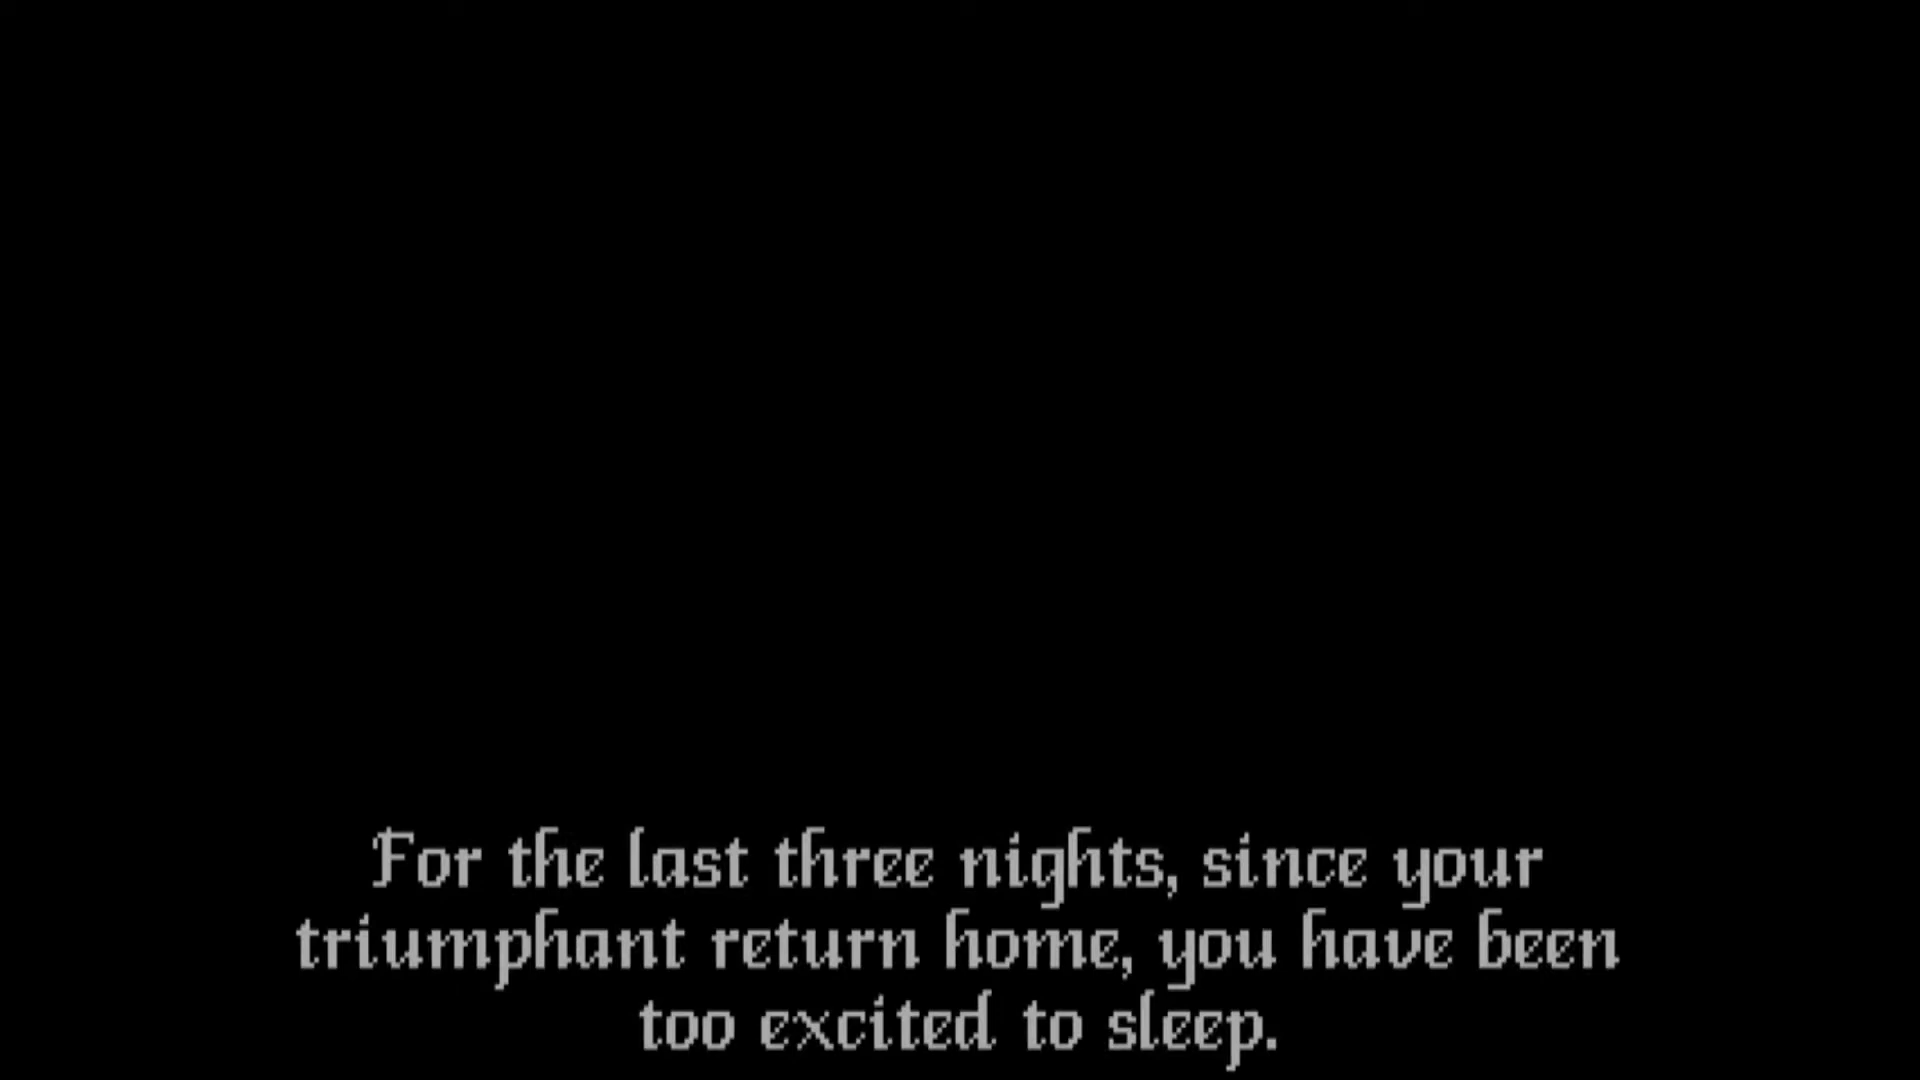 For the last three nights, since your
triumphant return home, you have been
too excited to sleep.